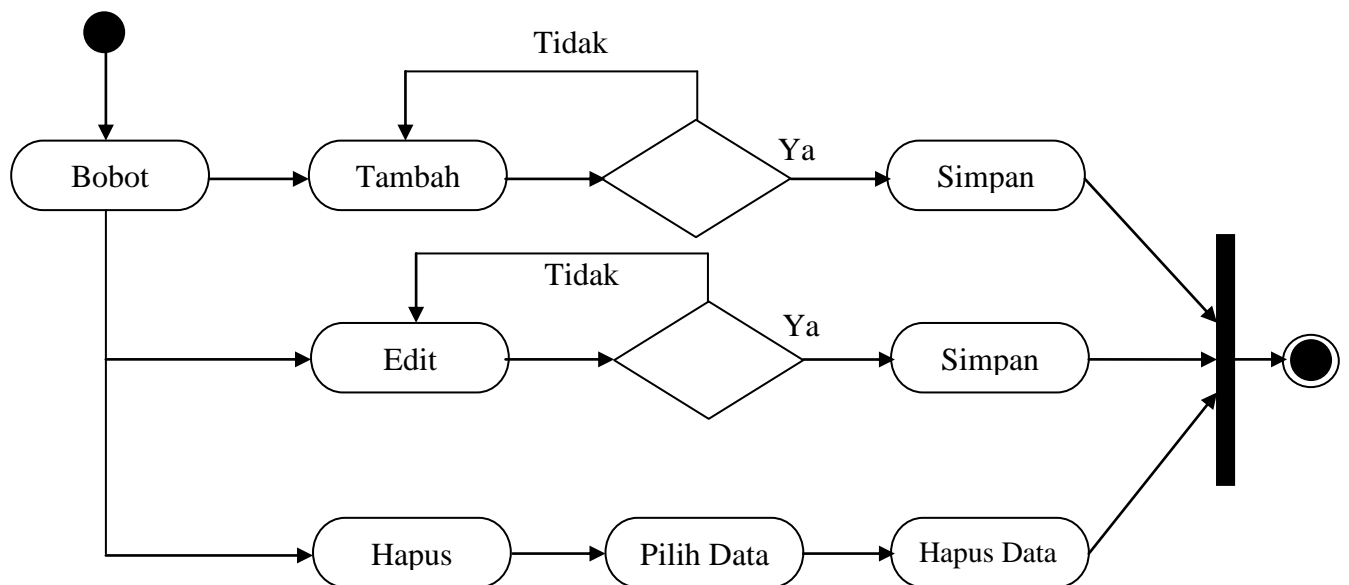 Tidak
Bobot
Tambah
Ya
Simpan
Tidak
Edit
Ya
Simpan
Hapus
Pilih Data
Hapus Data